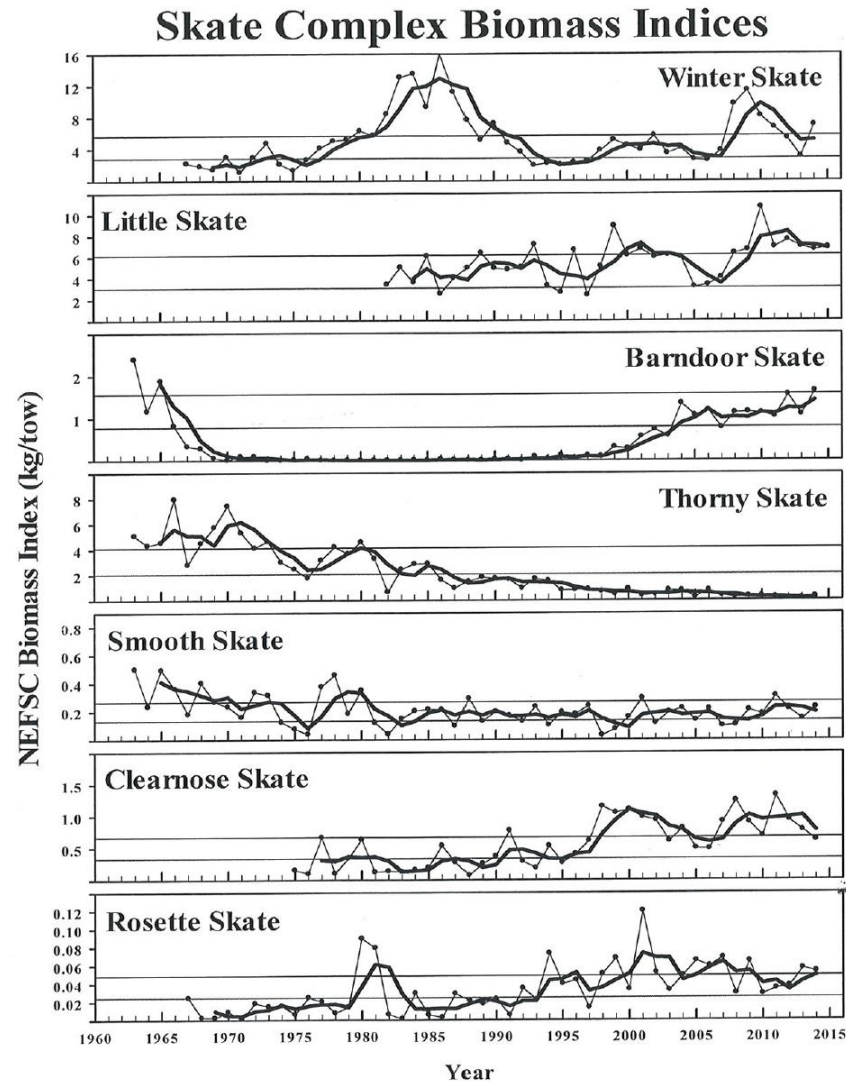 Skate Complex Biomass Indices
NEFSC Biomass Index (kg/tow)
16
12
8
4
Winter Skate
10
8
6
4
2
Little Skate
2
1
Barndoor Skate
8
6
4
2
Thorny Skate
0.8
0.6
0.4
0.2
Smooth Skate
1.5
1.0
0.5
Clearnose Skate
0.12
0.10
0.08
0.06
0.04
0.02
Rosette Skate
1960 1965 1970 1975 1980 1985 1990 1995 2000 2005 2010 2015
Year